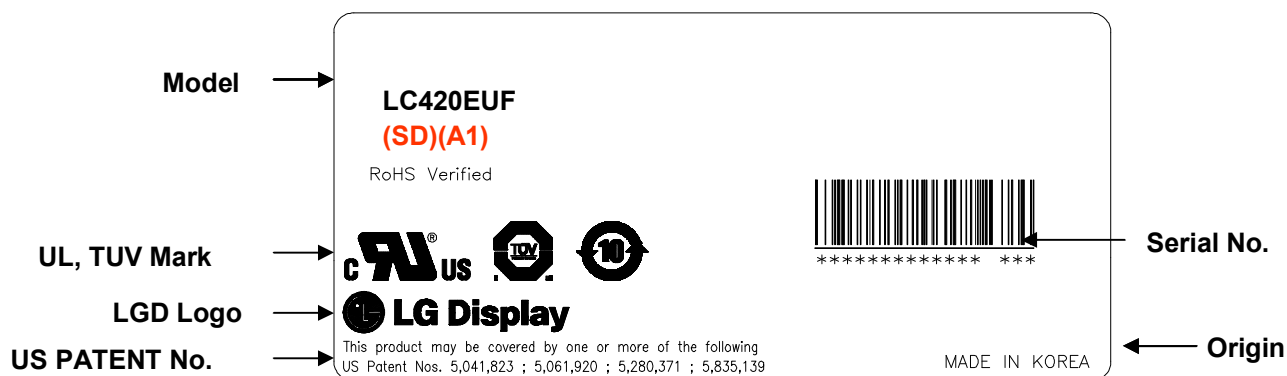 Model
LC420EUF
(SD)(A1)
RoHS Verified
UL, TUV Mark
C RU ® US TUV 10
************* ***
Serial No.
LGD Logo
LG Display
US PATENT No.
This product may be covered by one or more of the following
US Patent Nos. 5,041,823 ; 5,061,920 ; 5,280,371 ; 5,835,139
MADE IN KOREA
Origin